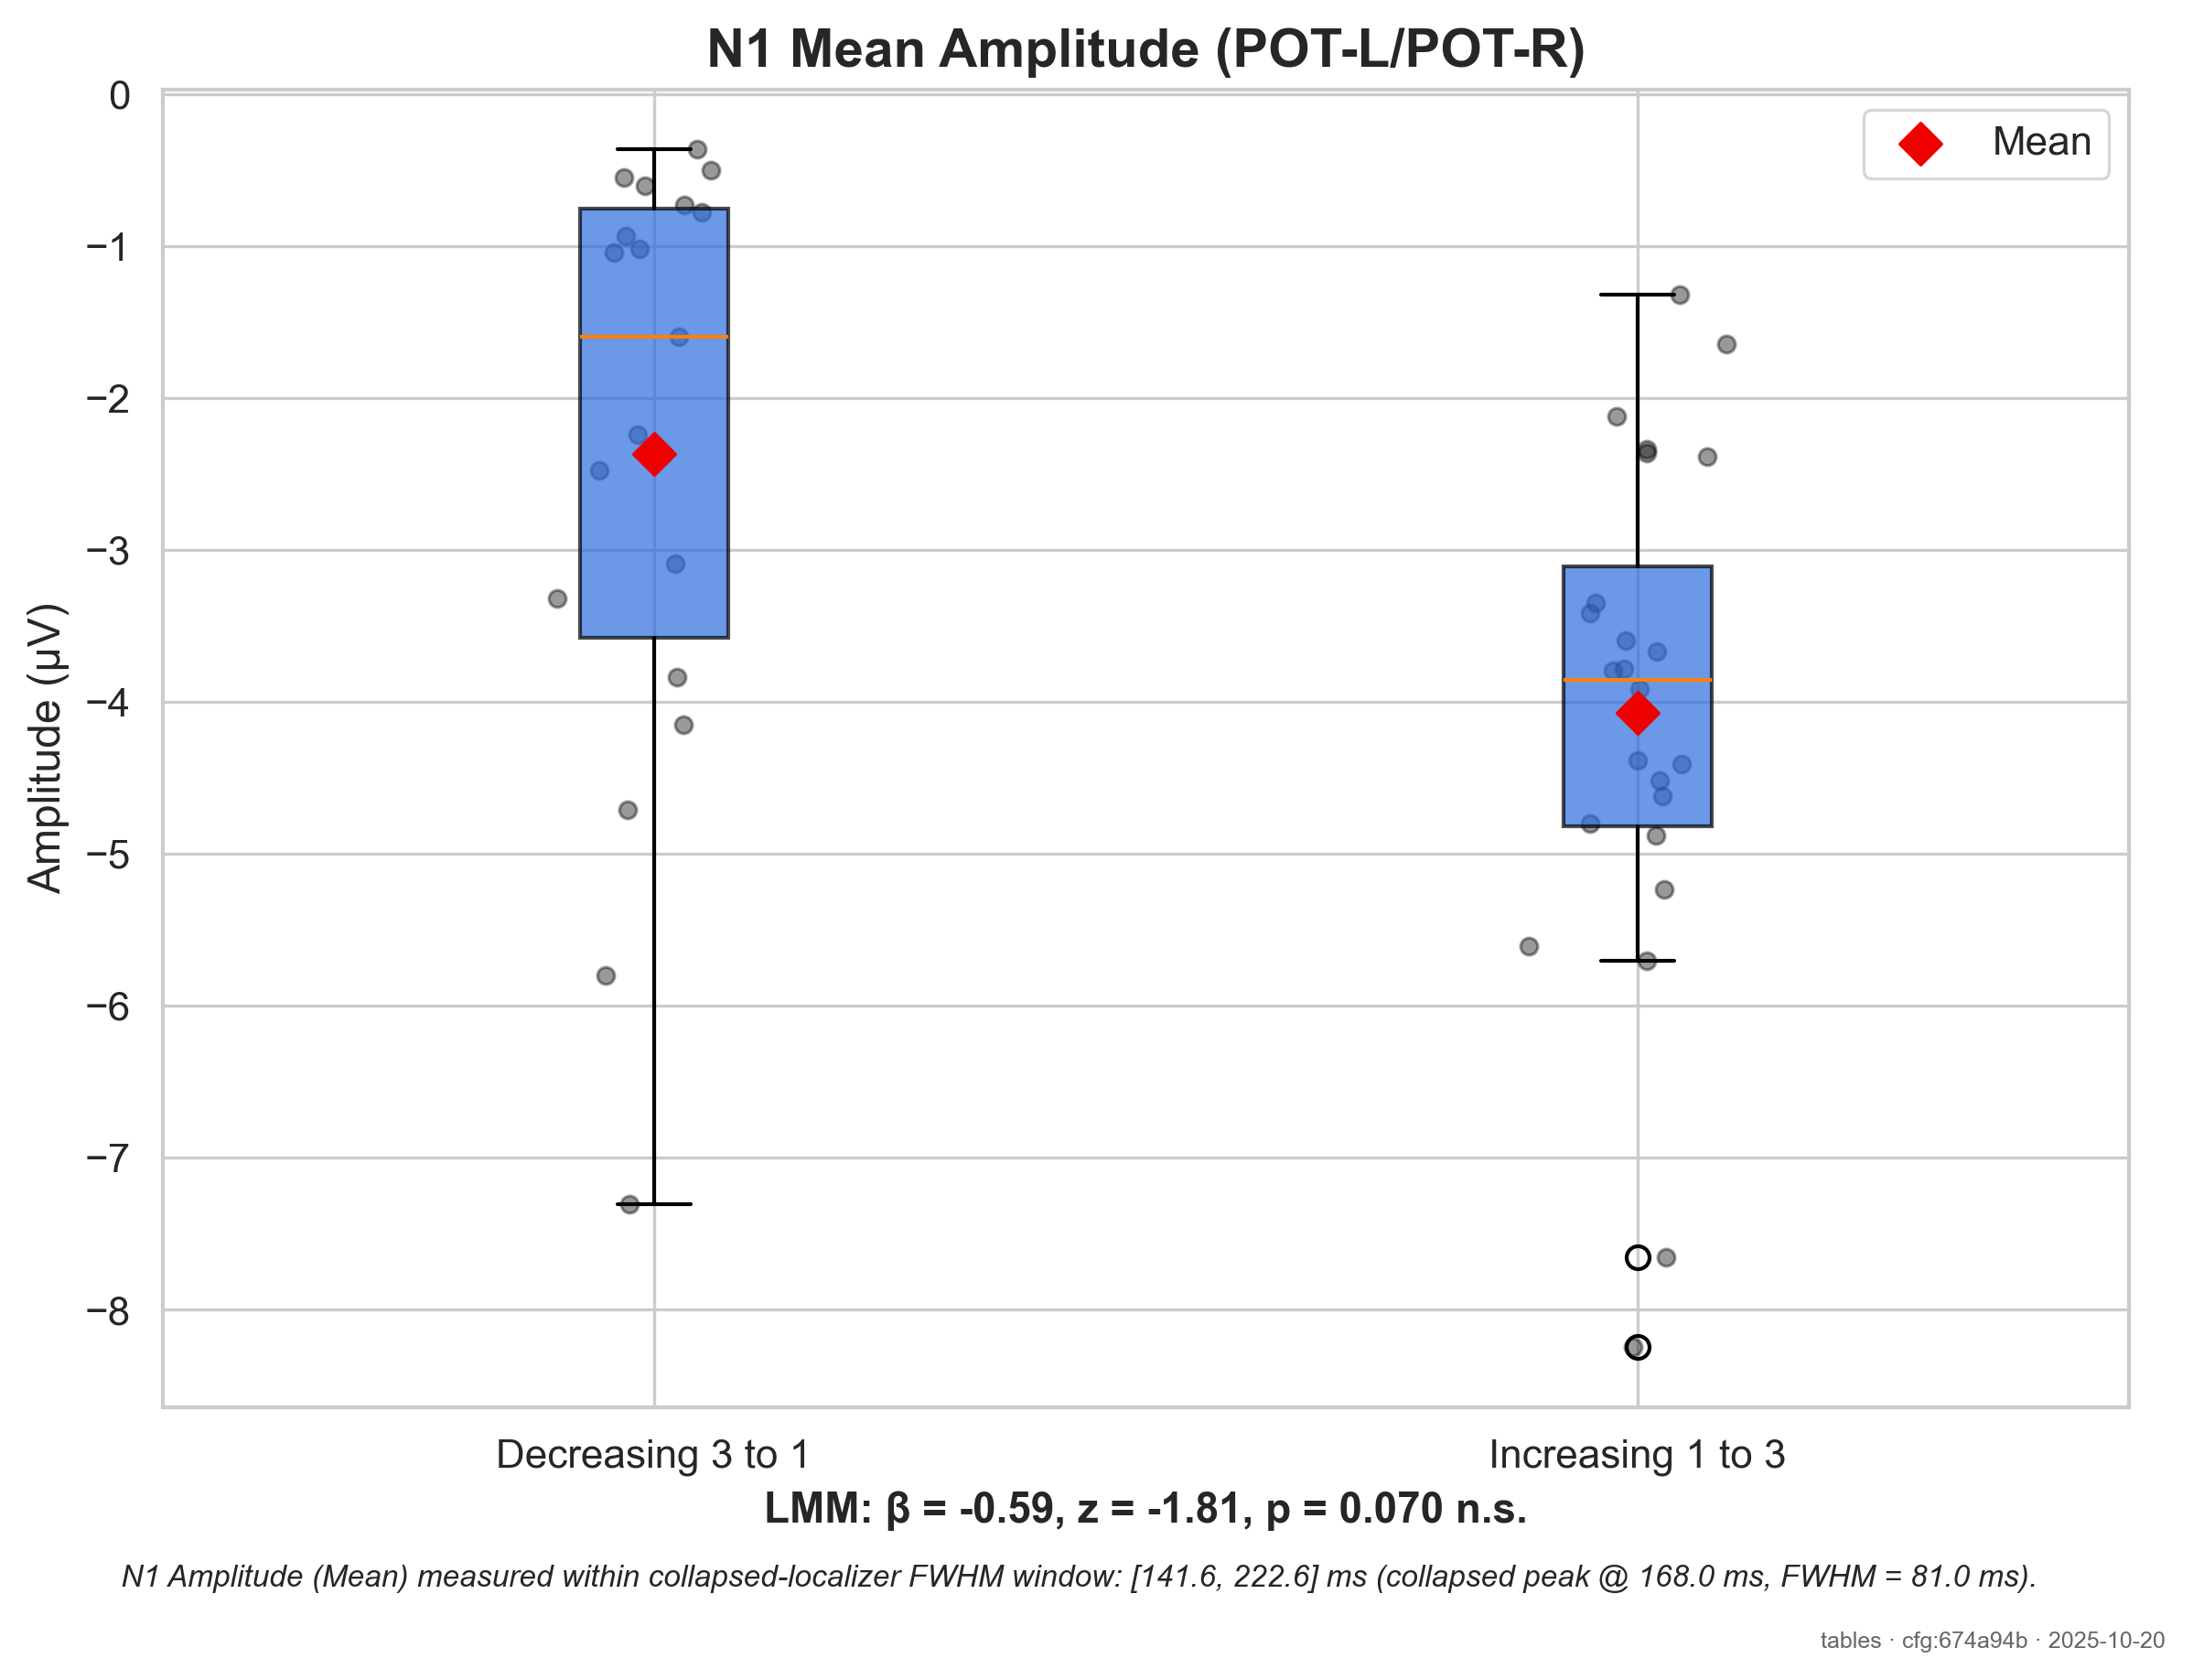 N1 Mean Amplitude (POT-L/POT-R)
Mean
Amplitude (µV)
0
−1
−2
−3
−4
−5
−6
−7
−8
Decreasing 3 to 1
Increasing 1 to 3
LMM: β = -0.59, z = -1.81, p = 0.070 n.s.
N1 Amplitude (Mean) measured within collapsed-localizer FWHM window: [141.6, 222.6] ms (collapsed peak @ 168.0 ms, FWHM = 81.0 ms).
tables · cfg:674a94b · 2025-10-20